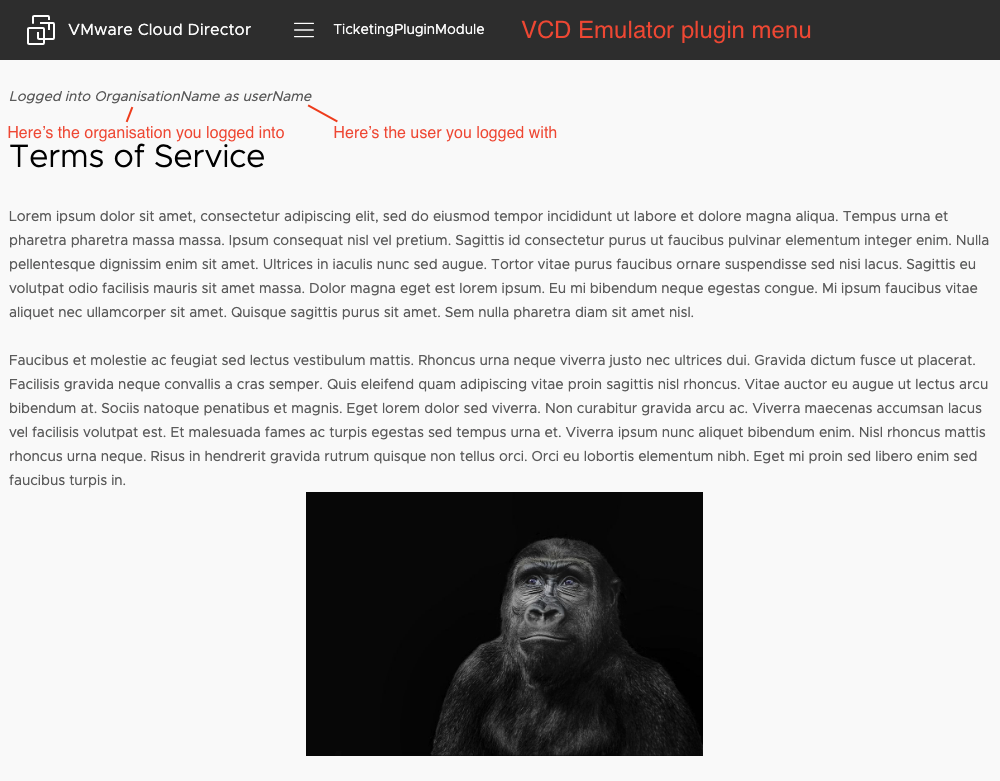 VMware Cloud Director TicketingPluginModule VCD Emulator plugin menu
Logged into OrganisationName as userName
Here's the organisation you logged into Here's the user you logged with
Terms of Service
Lorem ipsum dolor sit amet, consectetur adipiscing elit, sed do eiusmod tempor incididunt ut labore et dolore magna aliqua. Tempus urna et
pharetra pharetra massa massa. Ipsum consequat nisl vel pretium. Sagittis id consectetur purus ut faucibus pulvinar elementum integer enim. Nulla
pellentesque dignissim enim sit amet. Ultrices in iaculis nunc sed augue. Tortor vitae purus faucibus ornare suspendisse sed nisi lacus. Sagittis eu
volutpat odio facilisis mauris sit amet massa. Dolor magna eget est lorem ipsum. Eu mi bibendum neque egestas congue. Mi ipsum faucibus vitae
aliquet nec ullamcorper sit amet. Quisque sagittis purus sit amet. Sem nulla pharetra diam sit amet nisl.
Faucibus et molestie ac feugiat sed lectus vestibulum mattis. Rhoncus urna neque viverra justo nec ultrices dui. Gravida dictum fusce ut placerat.
Facilisis gravida neque convallis a cras semper. Quis eleifend quam adipiscing vitae proin sagittis nisl rhoncus. Vitae auctor eu augue ut lectus arcu
bibendum at. Sociis natoque penatibus et magnis. Eget lorem dolor sed viverra. Non curabitur gravida arcu ac. Viverra maecenas accumsan lacus
vel facilisis volutpat est. Et malesuada fames ac turpis egestas sed tempus urna et. Viverra ipsum nunc aliquet bibendum enim. Nisl rhoncus mattis
rhoncus urna neque. Risus in hendrerit gravida rutrum quisque non tellus orci. Orci eu lobortis elementum nibh. Eget mi proin sed libero enim sed
faucibus turpis in.